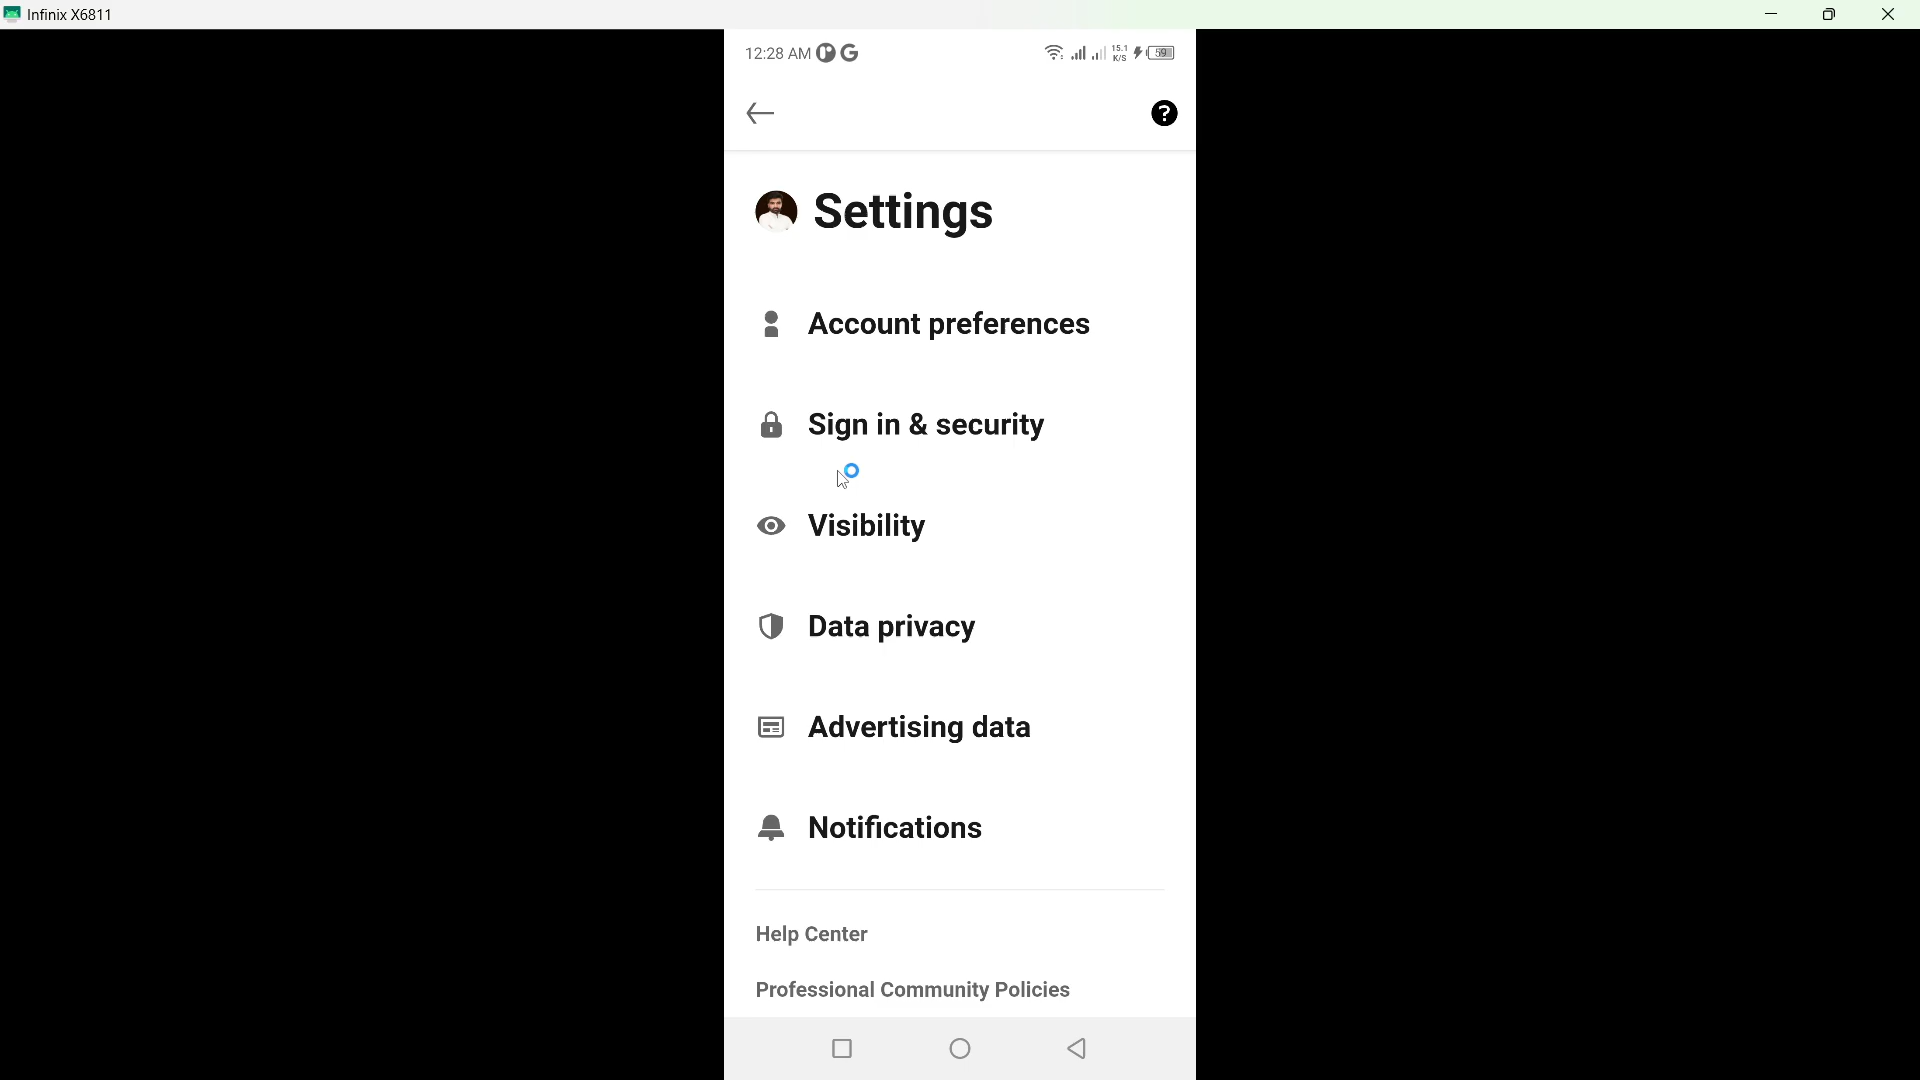 Infinix X6811
12:28 AM
15.1
K/S
59
Settings
Account preferences
Sign in & security
Visibility
Data privacy
Advertising data
Notifications
Help Center
Professional Community Policies